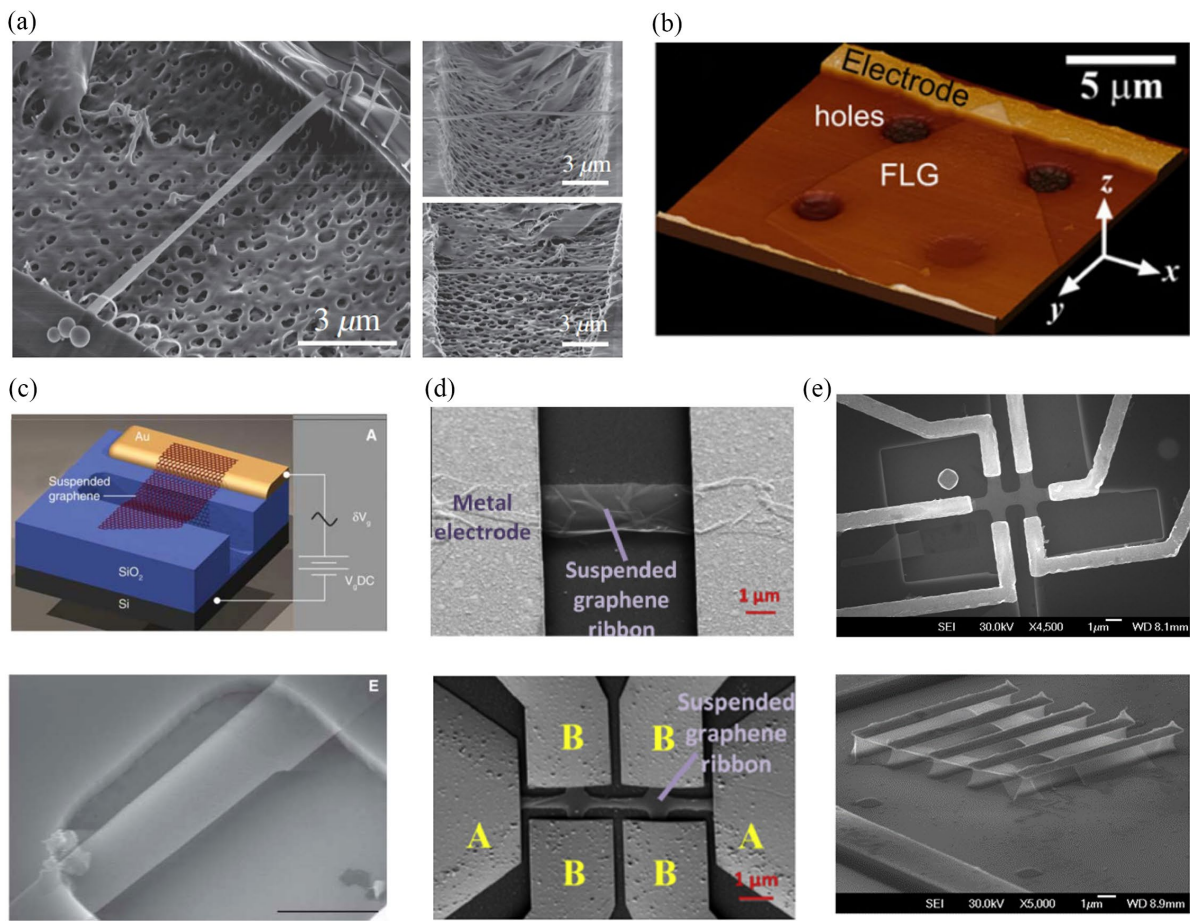 (a)
3 μm
3 μm
3 μm
(b)
Electrode
5 μm
holes
FLG
z
x
y
(c)
A
Au
Suspended
graphene
δVg
SiO2
VgDC
Si
E
(d)
Metal
electrode
Suspended
graphene
ribbon
1 μm
Suspended
graphene
ribbon
B B
A A
B B
1 μm
(e)
SEI 30.0kV X4,500 1μm WD 8.1mm
SEI 30.0kV X5,000 1μm WD 8.9mm